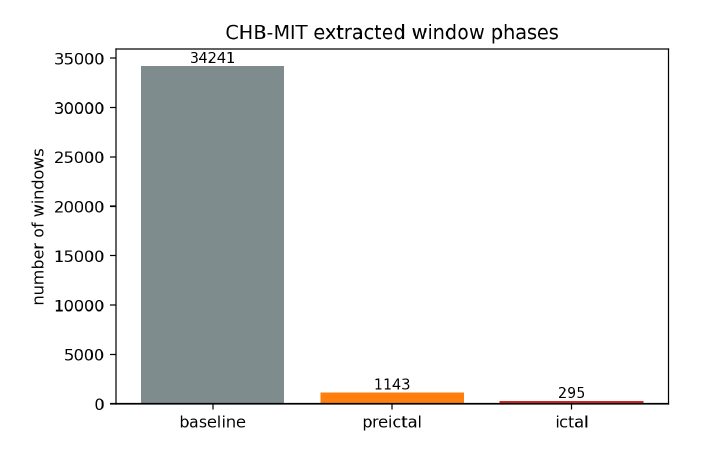 CHB-MIT extracted window phases
number of windows
35000
30000
25000
20000
15000
10000
5000
0
34241
1143
295
baseline
preictal
ictal